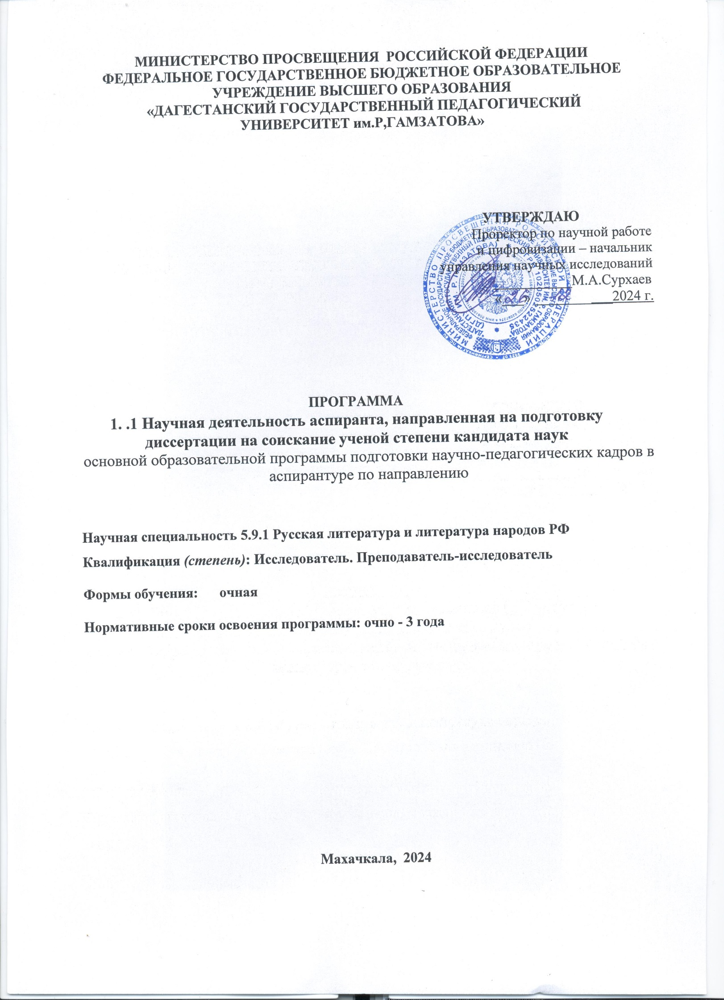 МИНИСТЕРСТВО ПРОСВЕЩЕНИЯ РОССИЙСКОЙ ФЕДЕРАЦИИ
ФЕДЕРАЛЬНОЕ ГОСУДАРСТВЕННОЕ БЮДЖЕТНОЕ ОБРАЗОВАТЕЛЬНОЕ
УЧРЕЖДЕНИЕ ВЫСШЕГО ОБРАЗОВАНИЯ
«ДАГЕСТАНСКИЙ ГОСУДАРСТВЕННЫЙ ПЕДАГОГИЧЕСКИЙ
УНИВЕРСИТЕТ им.Р,ГАМЗАТОВА»
УТВЕРЖДАЮ
Проректор по научной работе
и цифровизации – начальник
управления научных исследований
М.А.Сурхаев
«26» 2024 г.
МИНИСТЕРСТВО ПРОСВЕЩЕНИЯ РОССИЙСКОЙ ФЕДЕРАЦИИ
ПРОГРАММА
1. .1 Научная деятельность аспиранта, направленная на подготовку
диссертации на соискание ученой степени кандидата наук
основной образовательной программы подготовки научно-педагогических кадров в
аспирантуре по направлению
Научная специальность 5.9.1 Русская литература и литература народов РФ
Квалификация (степень): Исследователь. Преподаватель-исследователь
Формы обучения: очная
Нормативные сроки освоения программы: очно - 3 года
Махачкала, 2024